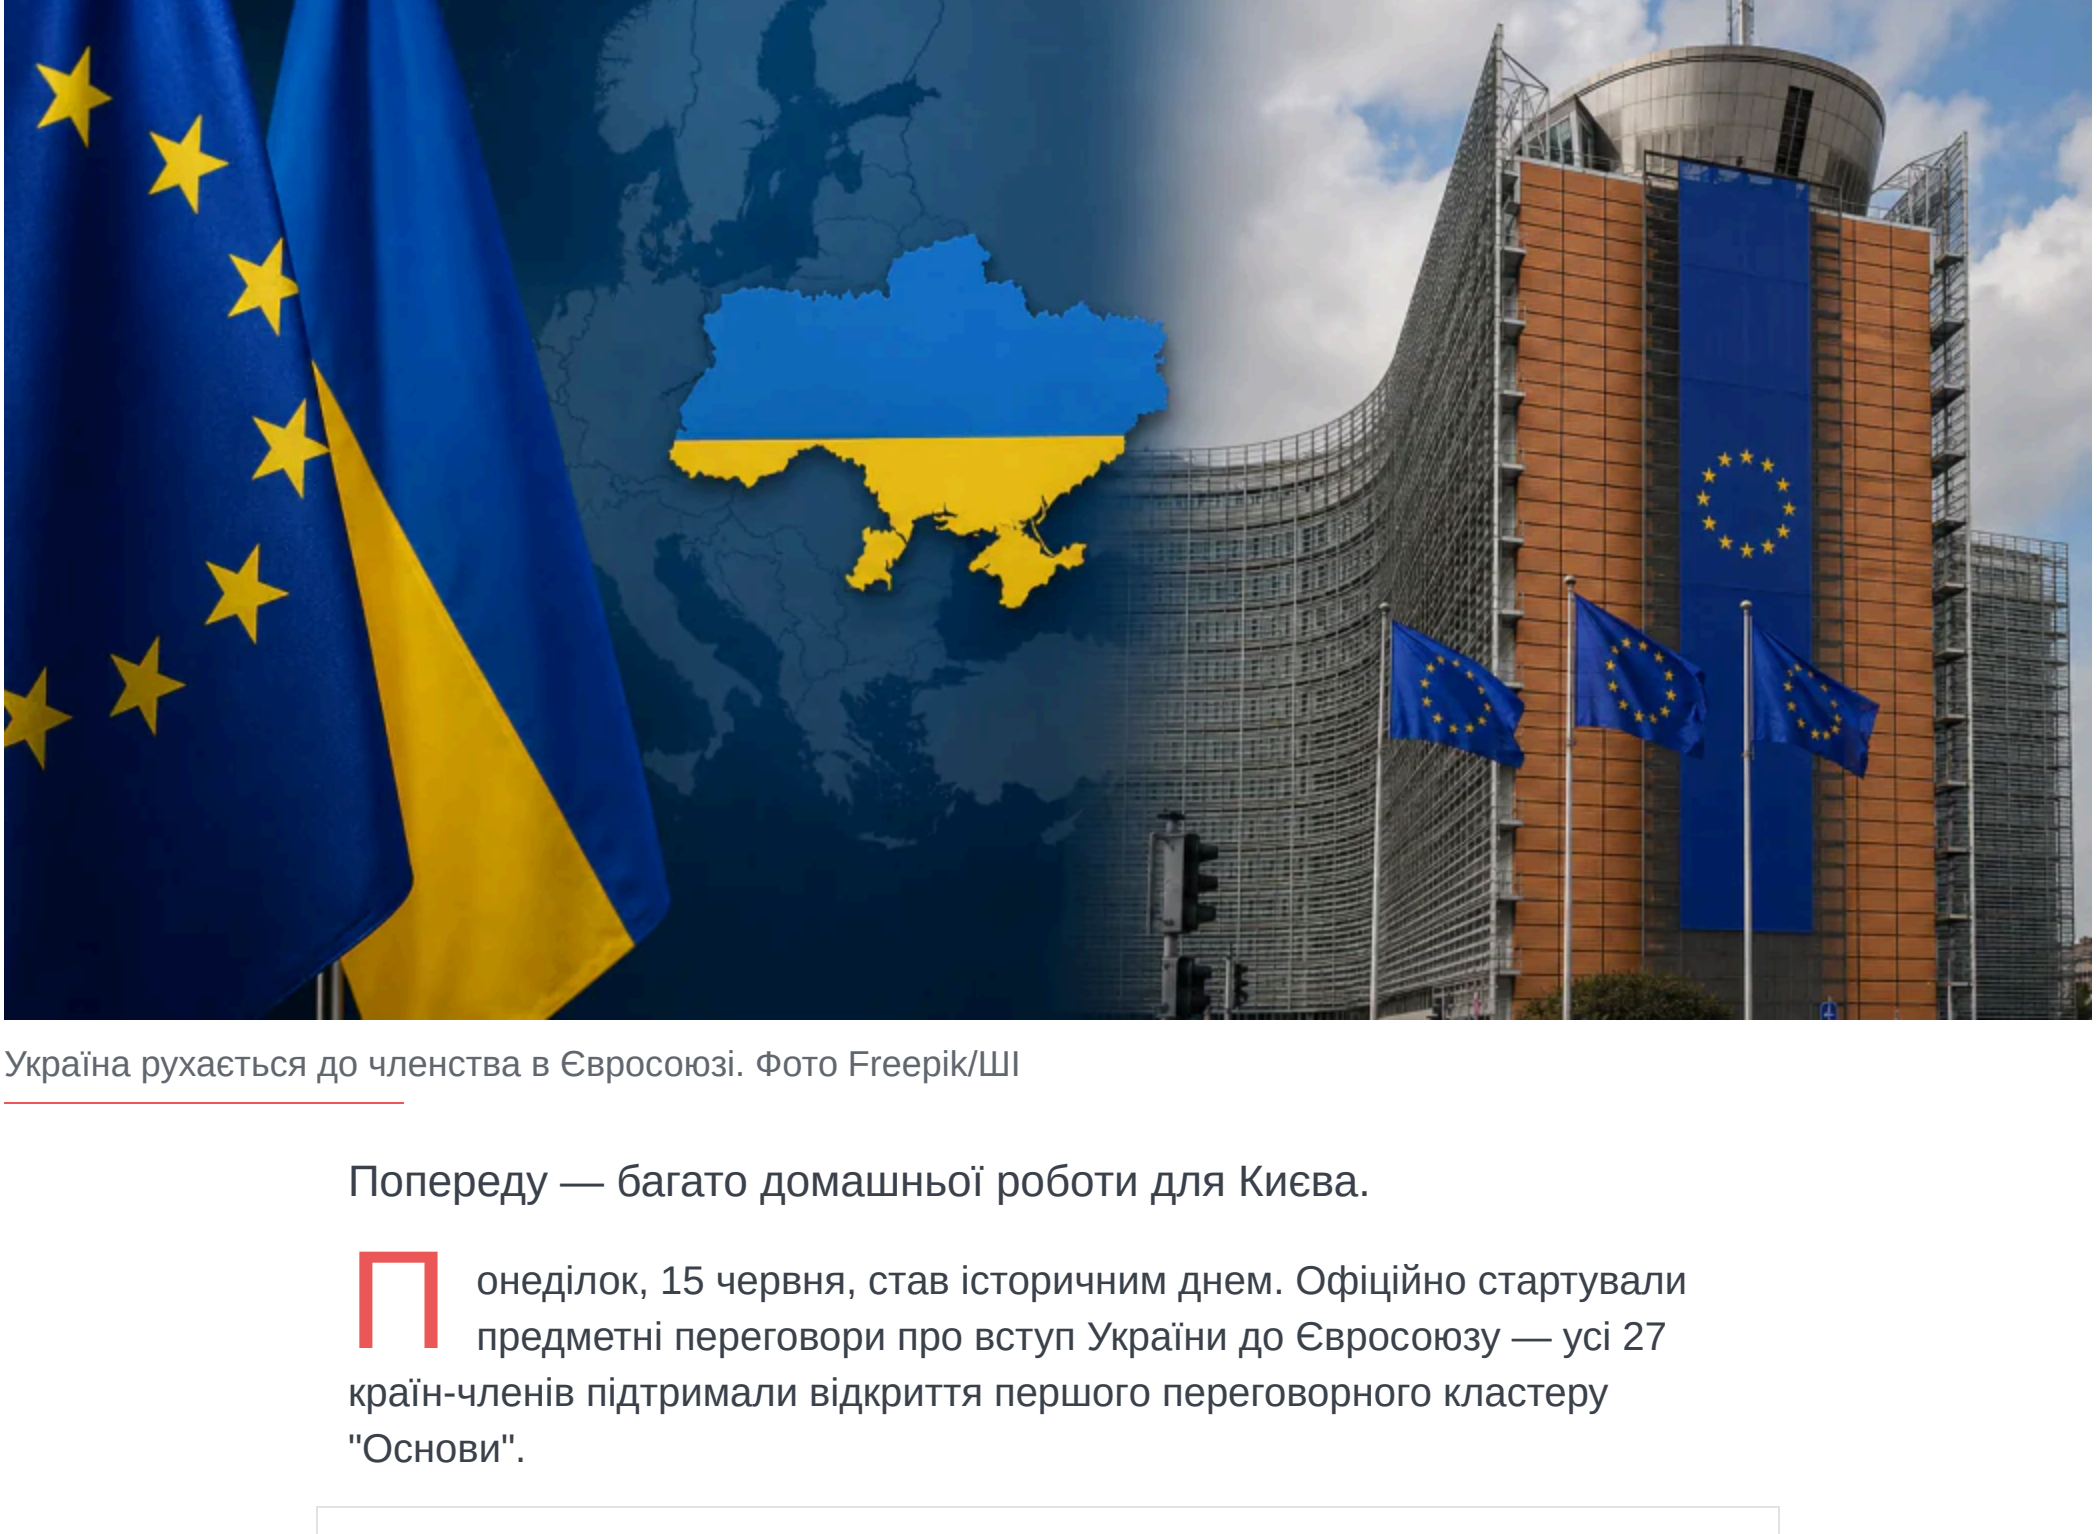 Україна рухається до членства в Євросоюзі. Фото Freepik/ШІ
Попереду — багато домашньої роботи для Києва.
Понеділок, 15 червня, став історичним днем. Офіційно стартували
предметні переговори про вступ України до Євросоюзу — усі 27
країн-членів підтримали відкриття першого переговорного кластеру
"Основи".